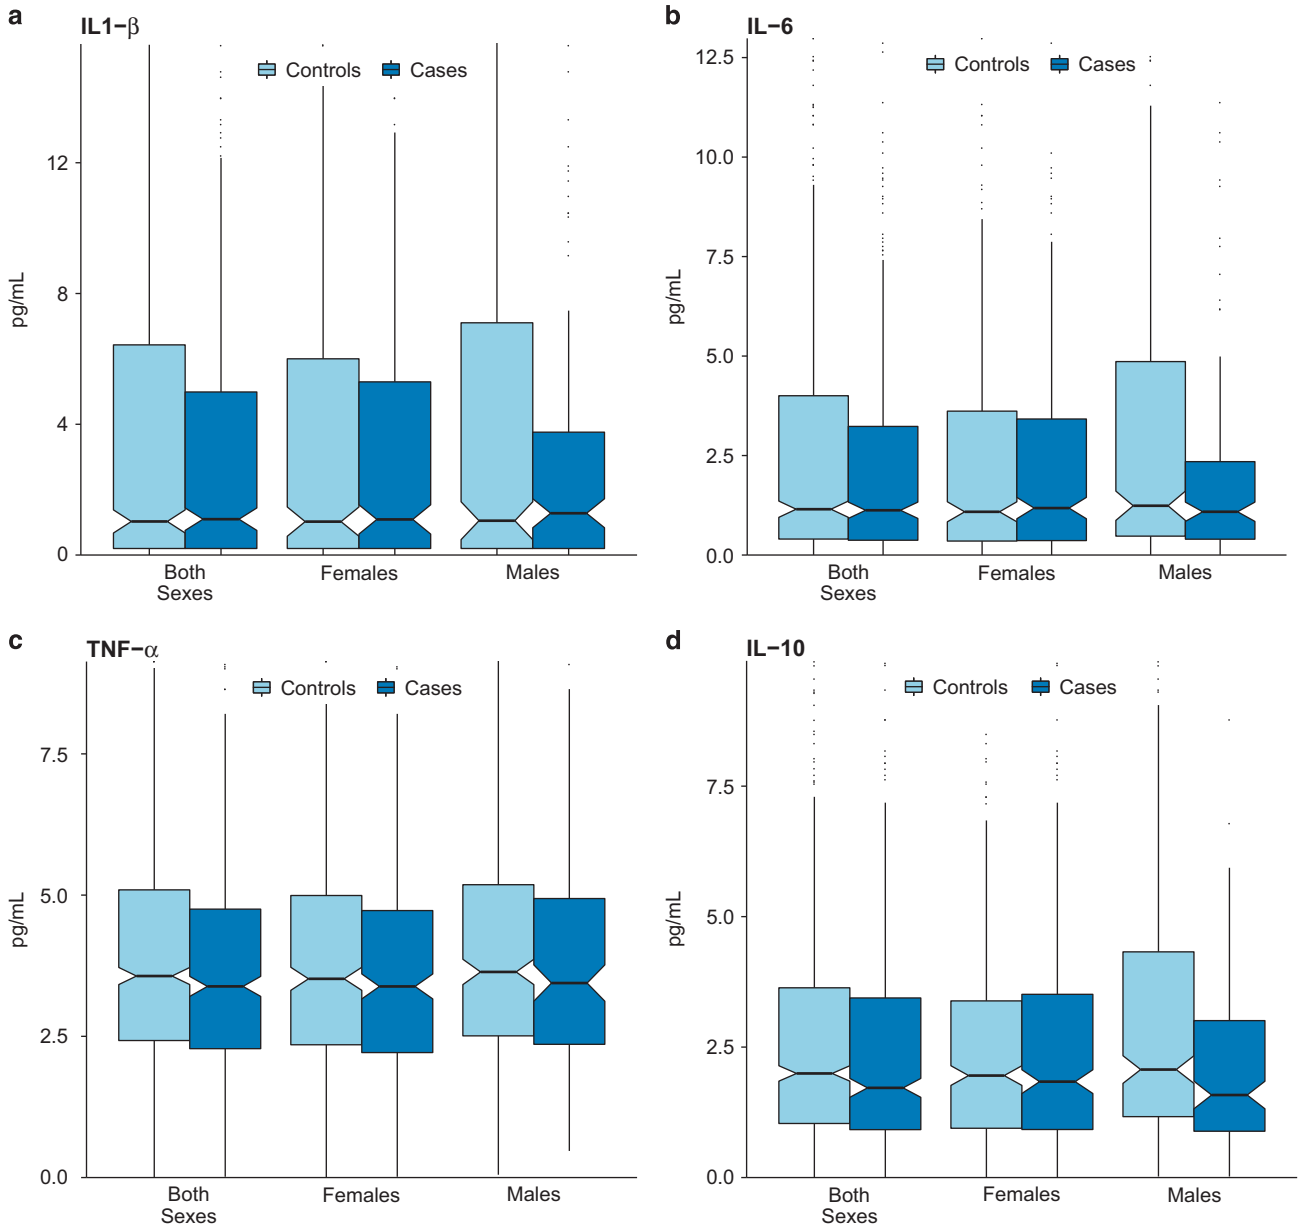 a
IL1−β
Controls
Cases
12
8
4
0
pg/mL
Both
Sexes
Females
Males
b
IL−6
Controls
Cases
12.5
10.0
7.5
5.0
2.5
0.0
pg/mL
Both
Sexes
Females
Males
c
TNF−α
Controls
Cases
7.5
5.0
2.5
0.0
pg/mL
Both
Sexes
Females
Males
d
IL−10
Controls
Cases
7.5
5.0
2.5
0.0
pg/mL
Both
Sexes
Females
Males